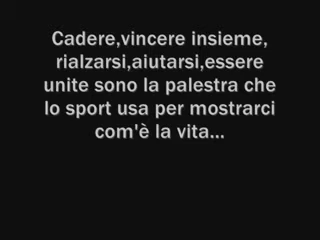 Cadere,vincere insieme,
rialzarsi,aiutarsi,essere
unite sono la palestra che
lo sport usa per mostrarci
com'è la vita...